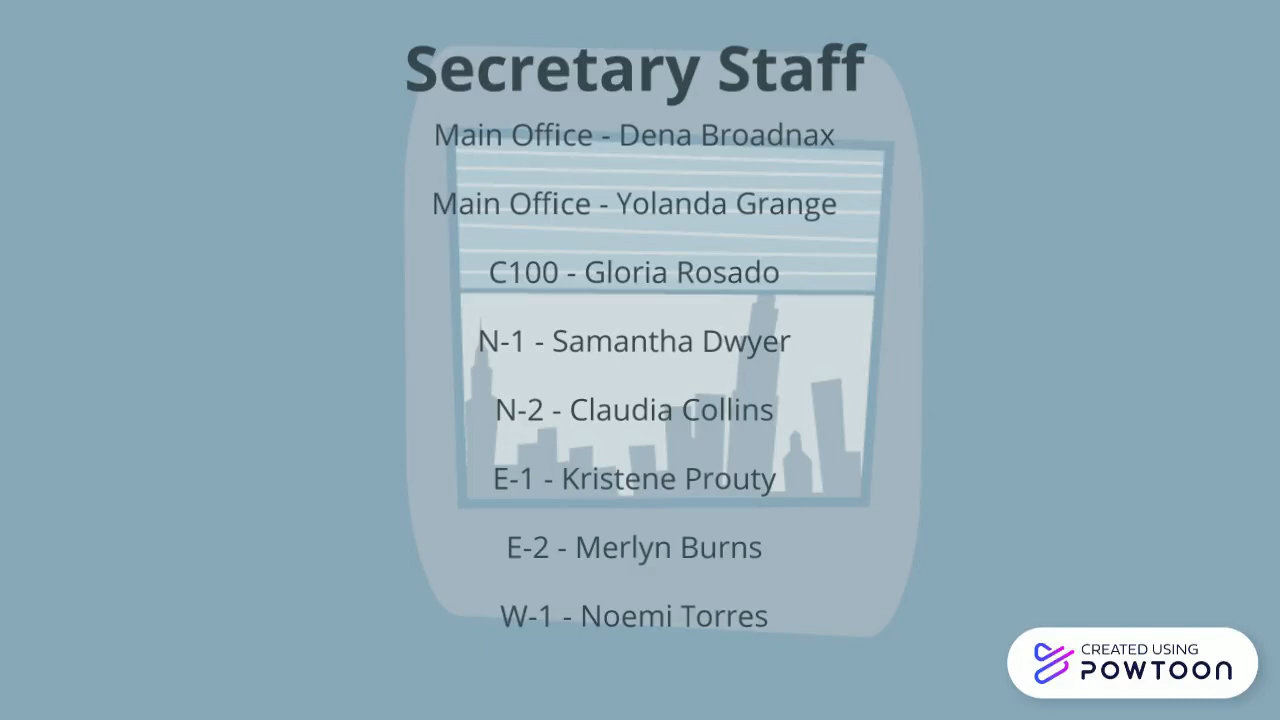 Secretary Staff
Main Office - Dena Broadnax
Main Office - Yolanda Grange
C100 - Gloria Rosado
N-1 - Samantha Dwyer
N-2 - Claudia Collins
E-1 - Kristene Prouty
E-2 - Merlyn Burns
W-1 - Noemi Torres
CREATED USING
POWTOON